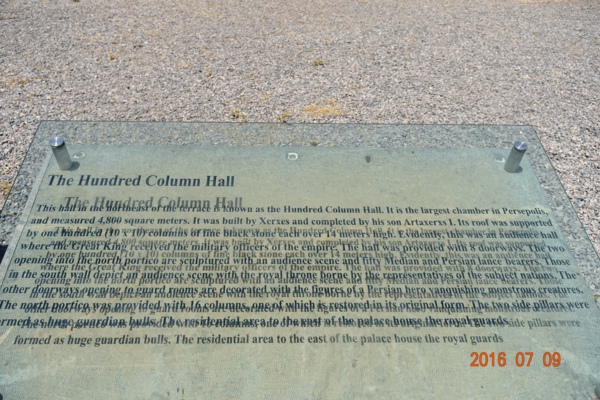 The Hundred Column Hall
This hall in the northeast of the terrace is known as the Hundred Column Hall. It is the largest chamber in Persepolis,
and measured 4,800 square meters. It was built by Xerxes and completed by his son Artaxerxs I. Its roof was supported
by one hundred (10 x 10) columns of fine black stone each over 14 meters high. Evidently, this was an audience hall
where the Great King received the military officers of the empire. The hall was provided with 8 doorways. The two
opening into the north portico are sculptured with an audience scene and fifty Median and Persian lance bearers. Those
in the south wall depict an audience scene with the royal throne borne by the representatives of the subject nations. The
other doorways opening to guard rooms are decorated with the figures of a Persian hero vanquishing monstrous creatures.
The north portico was provided with 16 columns, one of which is restored in its original form. The two side pillars were
formed as huge guardian bulls. The residential area to the east of the palace house the royal guards
2016 07 09